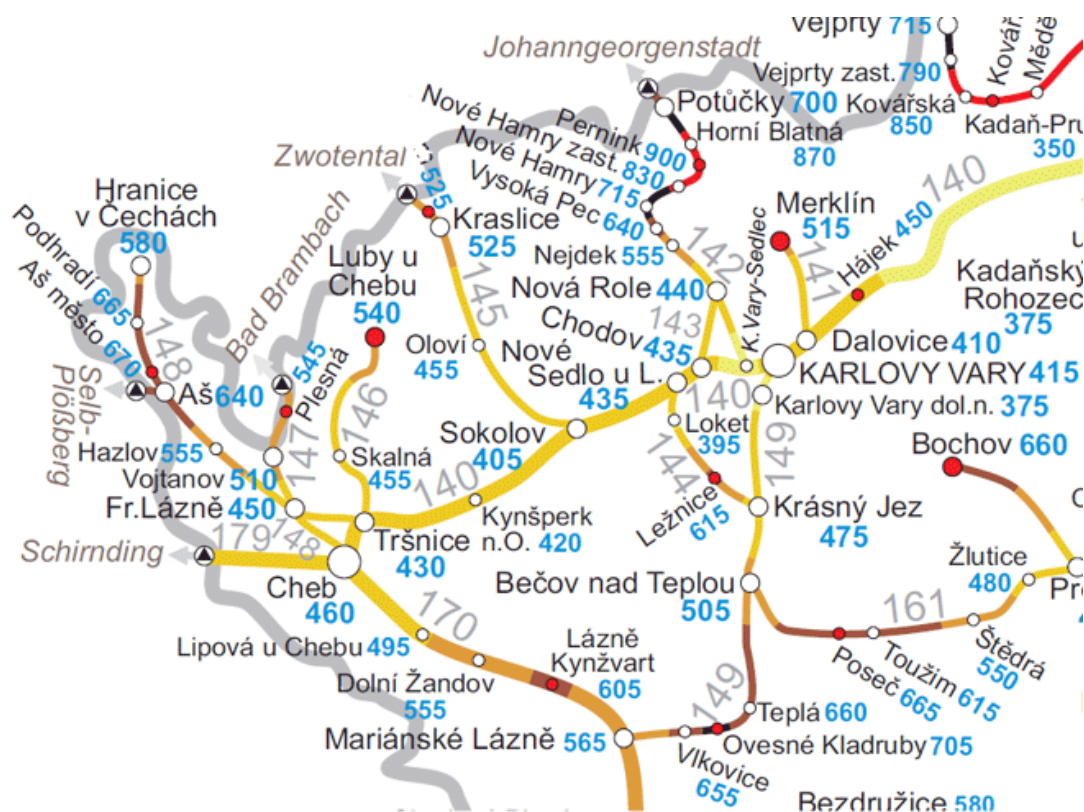 Vejprty 715
Johanngeorgenstadt
Vejprty zast. 790
Kovářská
850
Kadaň-Pru
350
Potůčky 700
Horní Blatná
870
Pernink
900
Nové Hamry zast.
830
Nové Hamry 715
Vysoká Pec
640
Nejdek 555
Zwotental
525
Kraslice
525
Hranice
v Čechách
580
Podhradí
665
Aš město
670
Luby u
Chebu
540
Bad Brambach
545
Plesná
Merklín
515
Hájek 450
140
141
142
143
145
K.Vary-Sedlec
Nová Role 440
Chodov
435
Nové
Sedlo u L.
435
Oloví
455
Kadaňský
Rohozec
375
Dalovice 410
KARLOVY VARY 415
Karlovy Vary dol.n. 375
140
148
Aš 640
Selb-
Plößberg
146
147
Hazlov 555
Vojtanov 510
Fr.Lázně 450
Skalná
455
Sokolov
405
140
Loket
395
144
149
Ležnice
615
Bochov 660
Krásný Jez
475
Schirnding
179
148
Tršnice
430
Kynšperk
n.O. 420
Cheb
460
Bečov nad Teplou
505
Žlutice
480
161
Štědrá
550
Toužim 615
Poseč 665
170
Lipová u Chebu 495
Dolní Žandov
555
Lázně
Kynžvart
605
Mariánské Lázně 565
149
Teplá 660
Ovesné Kladruby 705
Vlkovice
655
Bezdružice 580